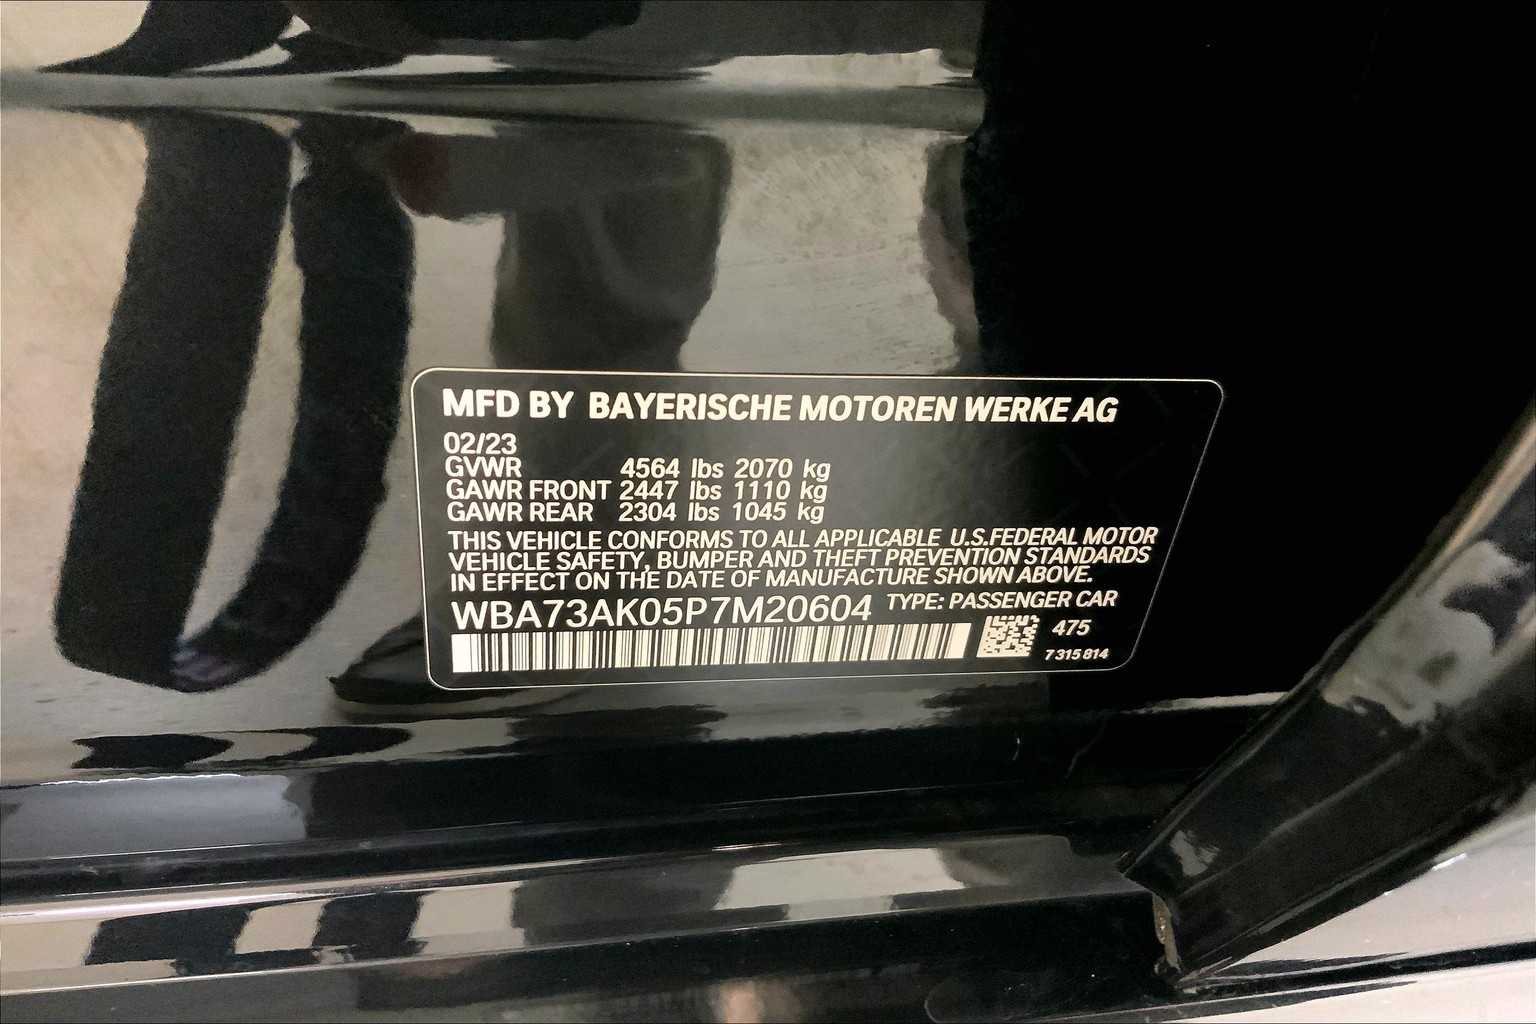 MFD BY BAYERISCHE MOTOREN WERKE AG
02/23
GVWR 4564 lbs 2070 kg
GAWR FRONT 2447 lbs 1110 kg
GAWR REAR 2304 lbs 1045 kg
THIS VEHICLE CONFORMS TO ALL APPLICABLE U.S.FEDERAL MOTOR
VEHICLE SAFETY, BUMPER AND THEFT PREVENTION STANDARDS
IN EFFECT ON THE DATE OF MANUFACTURE SHOWN ABOVE.
WBA73AK05P7M20604 TYPE: PASSENGER CAR
475
7 315 814